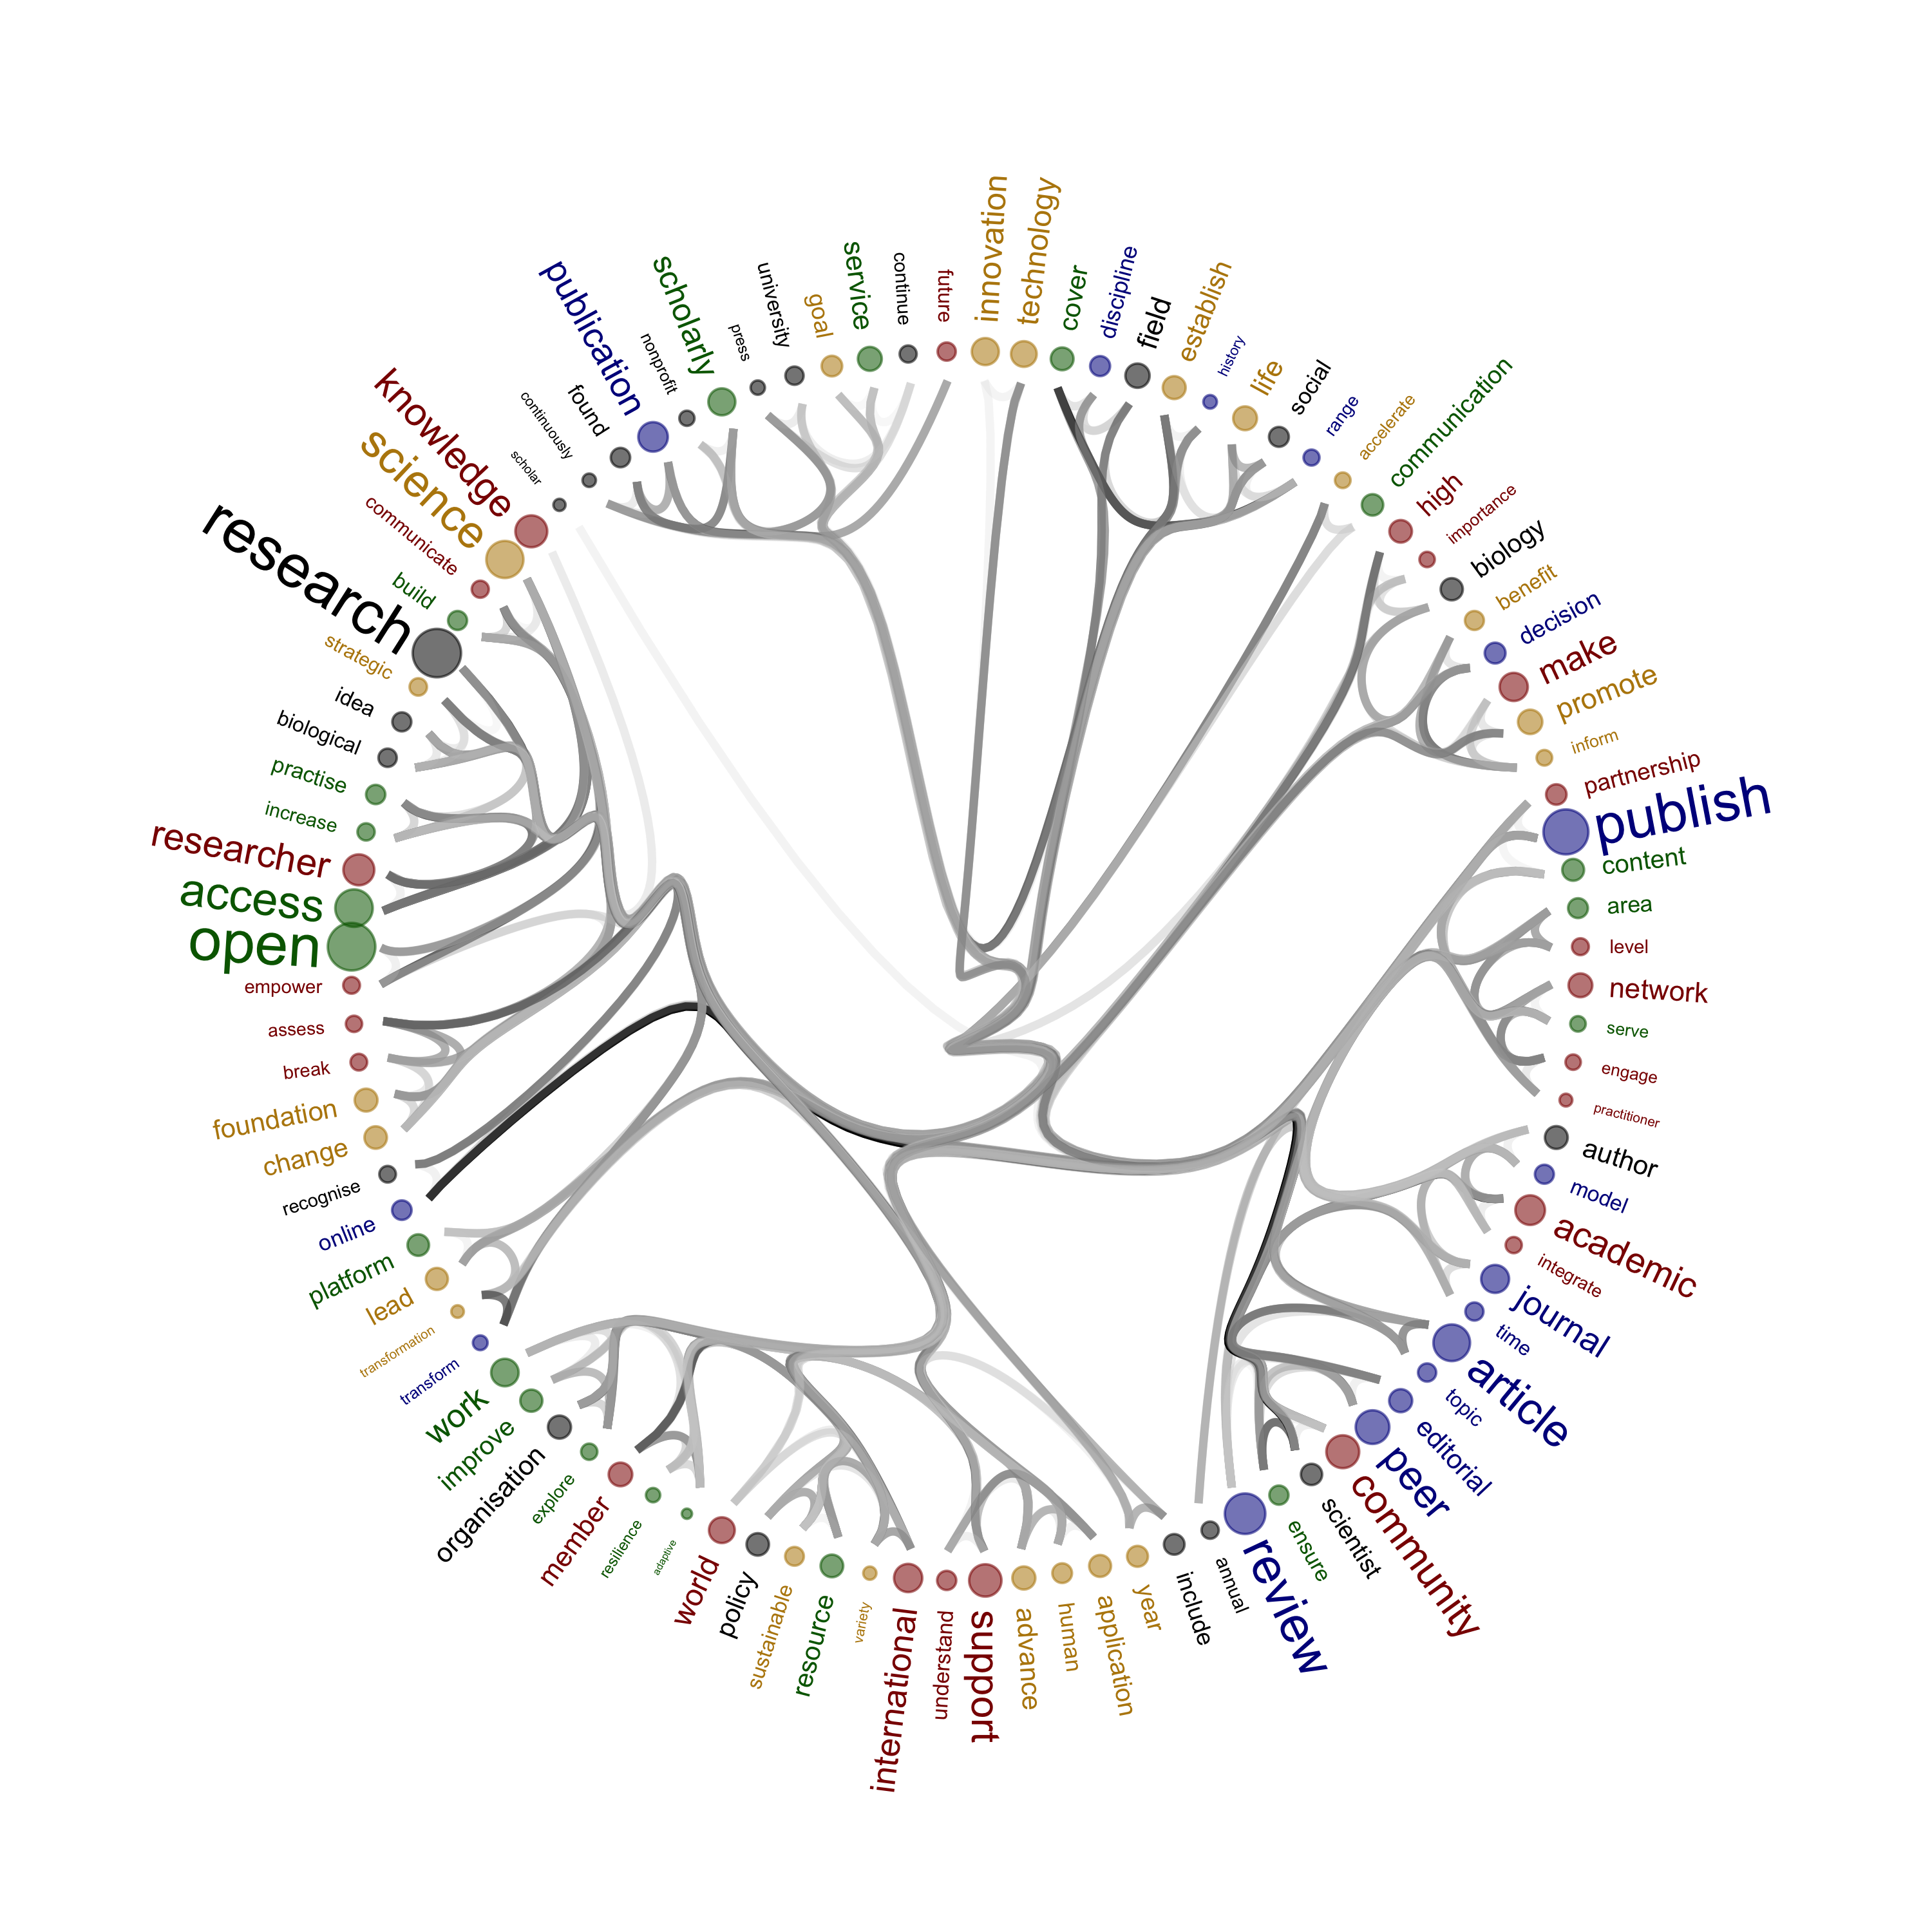 innovation
technology
cover
discipline
field
establish
history
life
social
range
accelerate
communication
high
importance
biology
benefit
decision
make
promote
inform
partnership
publish
content
area
level
network
serve
engage
practitioner
author
model
academic
integrate
journal
time
article
topic
editorial
peer
community
scientist
ensure
review
annual
include
year
application
human
advance
support
understand
international
variety
resource
sustainable
policy
world
adaptive
resilience
member
explore
organisation
improve
work
transform
transformation
lead
platform
online
recognise
change
foundation
break
assess
empower
open
access
researcher
increase
practise
biological
idea
strategic
research
build
communicate
science
knowledge
scholar
continuously
found
publication
nonprofit
scholarly
press
university
goal
service
continue
future